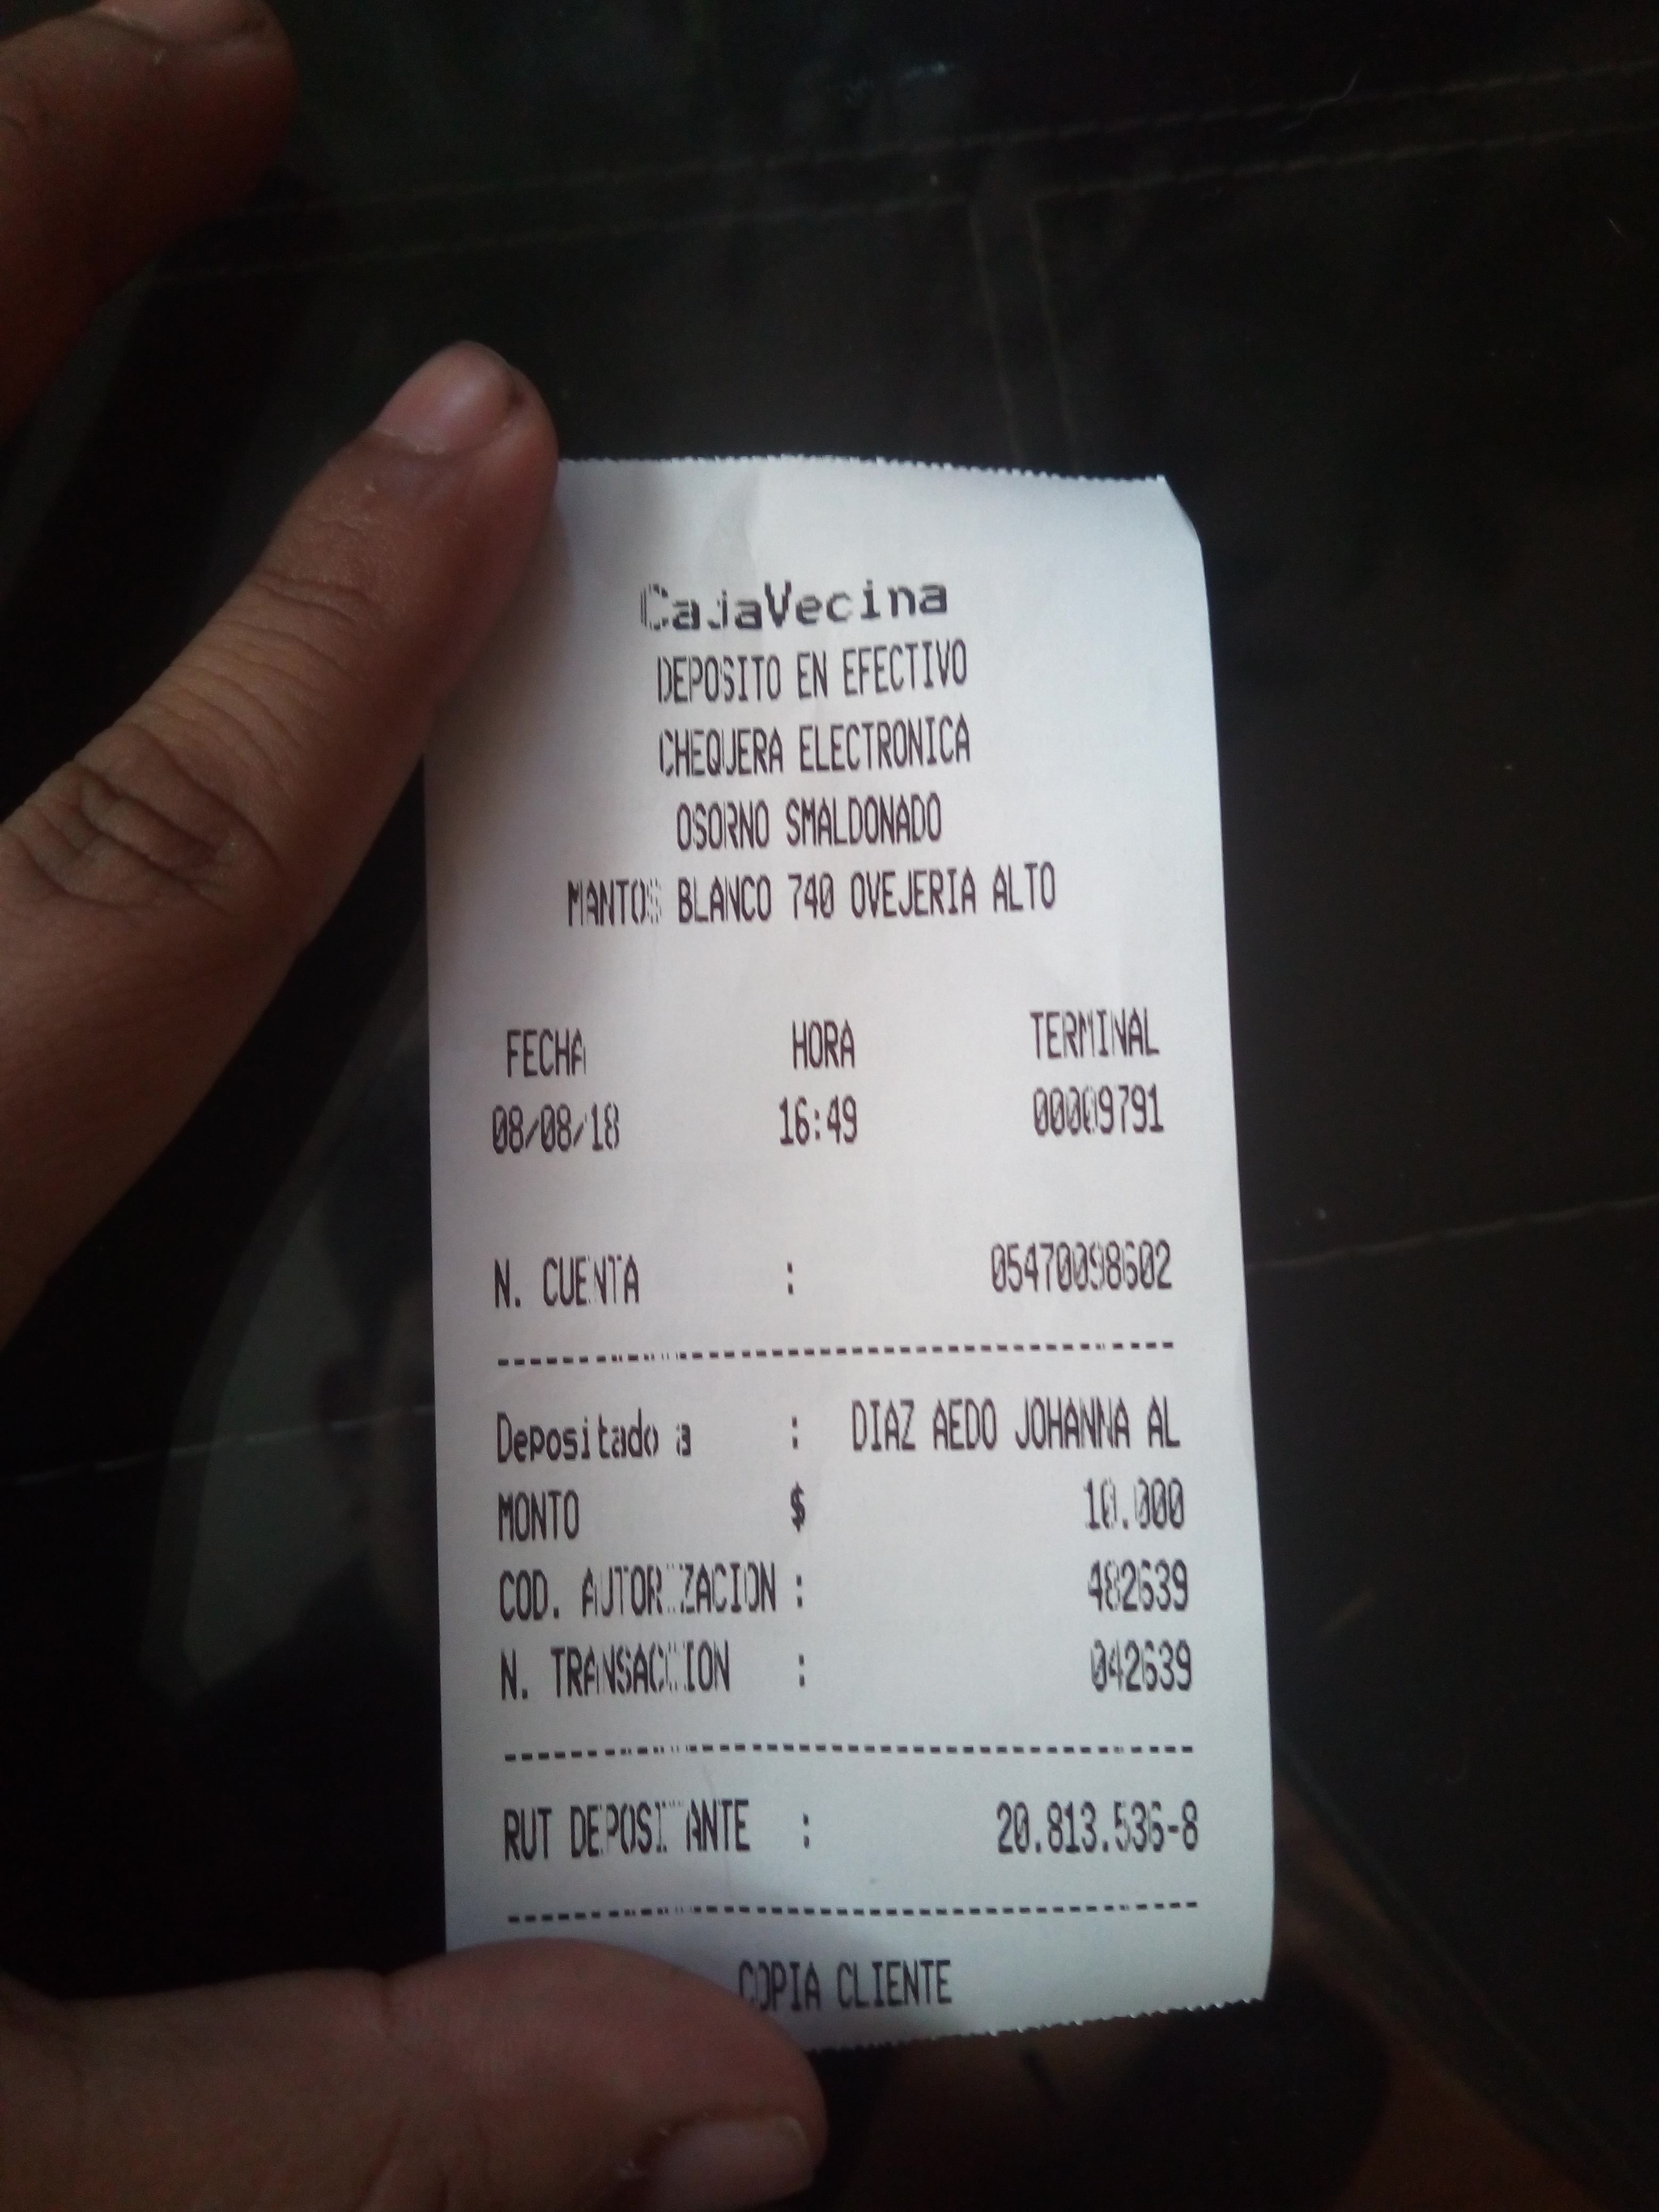 CajaVecina
DEPOSITO EN EFECTIVO
CHEQUERA ELECTRONICA
OSORNO SMALDONADO
MANTOS BLANCO 740 OVEJERIA ALTO
FECHA HORA TERMINAL
08/08/18 16:49 00009791
N. CUENTA : 05470098602
Depositado a : DIAZ AEDO JOHANNA AL
MONTO $ 10.000
COD. AUTORIZACION : 482639
N. TRANSACCION : 042639
RUT DEPOSITANTE : 20.813.536-8
COPIA CLIENTE